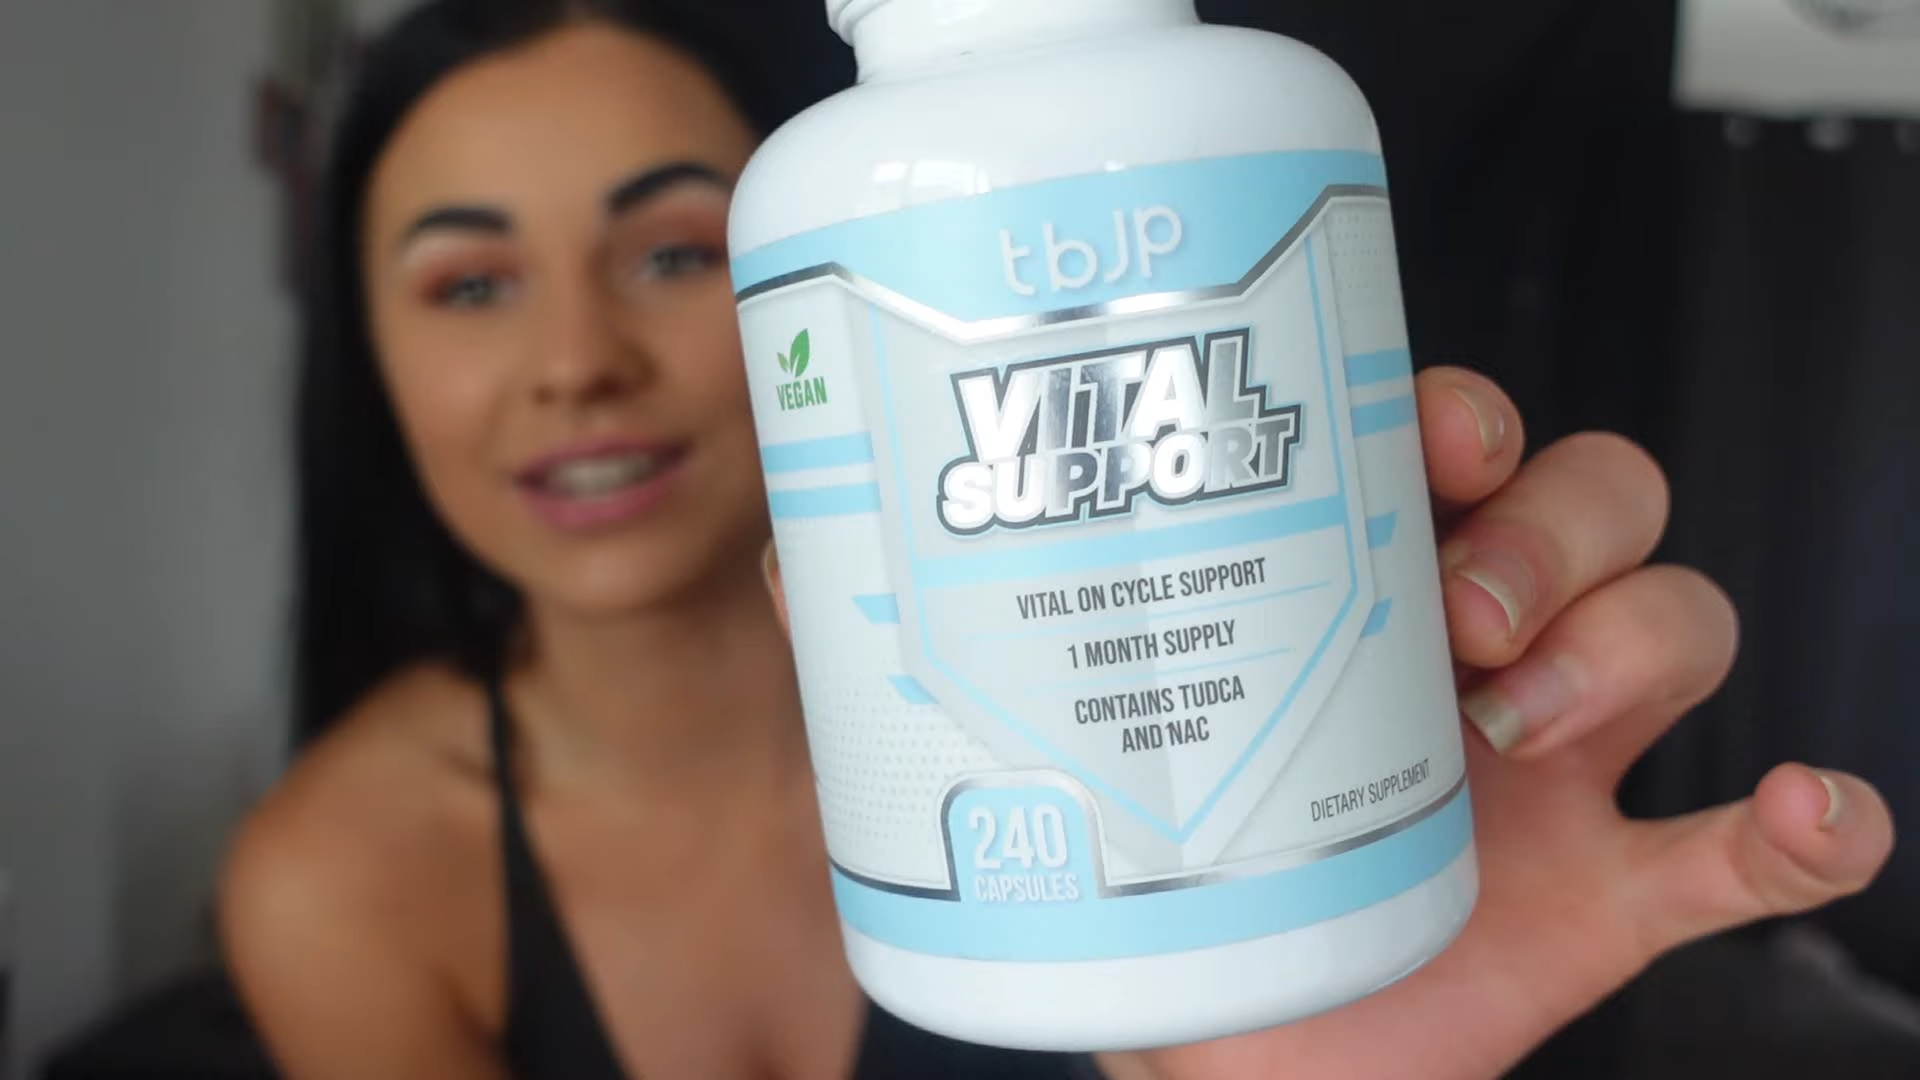 tbJp
VEGAN
VITAL
SUPPORT
VITAL ON CYCLE SUPPORT
1 MONTH SUPPLY
CONTAINS TUDCA
AND NAC
DIETARY SUPPLEMENT
240
CAPSULES